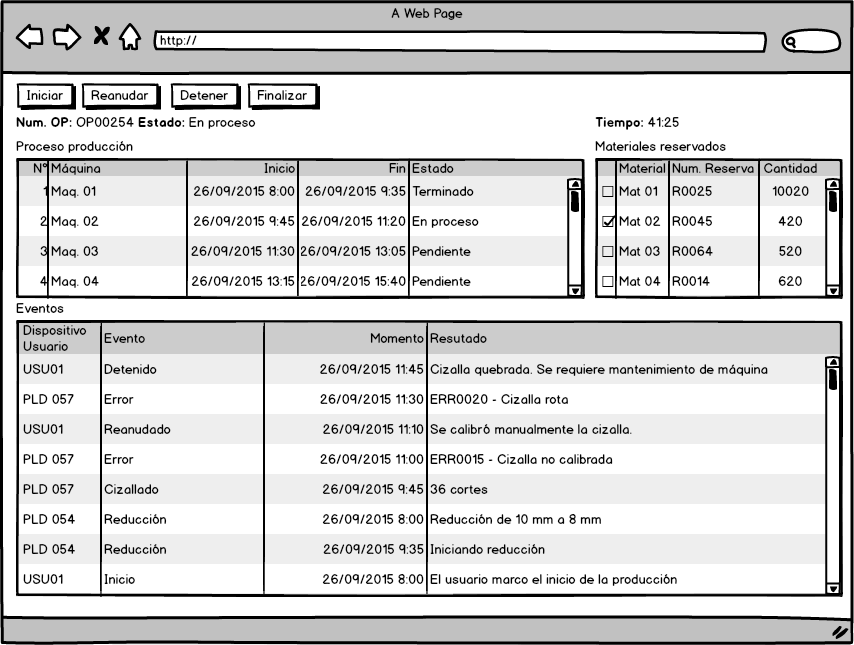 A Web Page
http://
Iniciar Reanudar Detener Finalizar
Num. OP: OP00254 Estado: En proceso Tiempo: 41:25
Proceso producción Materiales reservados
Nº Máquina Inicio Fin Estado Material Num. Reserva Cantidad
1 Maq. 01 26/09/2015 8:00 26/09/2015 9:35 Terminado Mat 01 R0025 10020
2 Maq. 02 26/09/2015 9:45 26/09/2015 11:20 En proceso Mat 02 R0045 420
3 Maq. 03 26/09/2015 11:30 26/09/2015 13:05 Pendiente Mat 03 R0064 520
4 Maq. 04 26/09/2015 13:15 26/09/2015 15:40 Pendiente Mat 04 R0014 620
Eventos
Dispositivo
Usuario Evento Momento Resutado
USU01 Detenido 26/09/2015 11:45 Cizalla quebrada. Se requiere mantenimiento de máquina
PLD 057 Error 26/09/2015 11:30 ERR0020 - Cizalla rota
USU01 Reanudado 26/09/2015 11:10 Se calibró manualmente la cizalla.
PLD 057 Error 26/09/2015 11:00 ERR0015 - Cizalla no calibrada
PLD 057 Cizallado 26/09/2015 9:45 36 cortes
PLD 054 Reducción 26/09/2015 8:00 Reducción de 10 mm a 8 mm
PLD 054 Reducción 26/09/2015 9:35 Iniciando reducción
USU01 Inicio 26/09/2015 8:00 El usuario marco el inicio de la producción